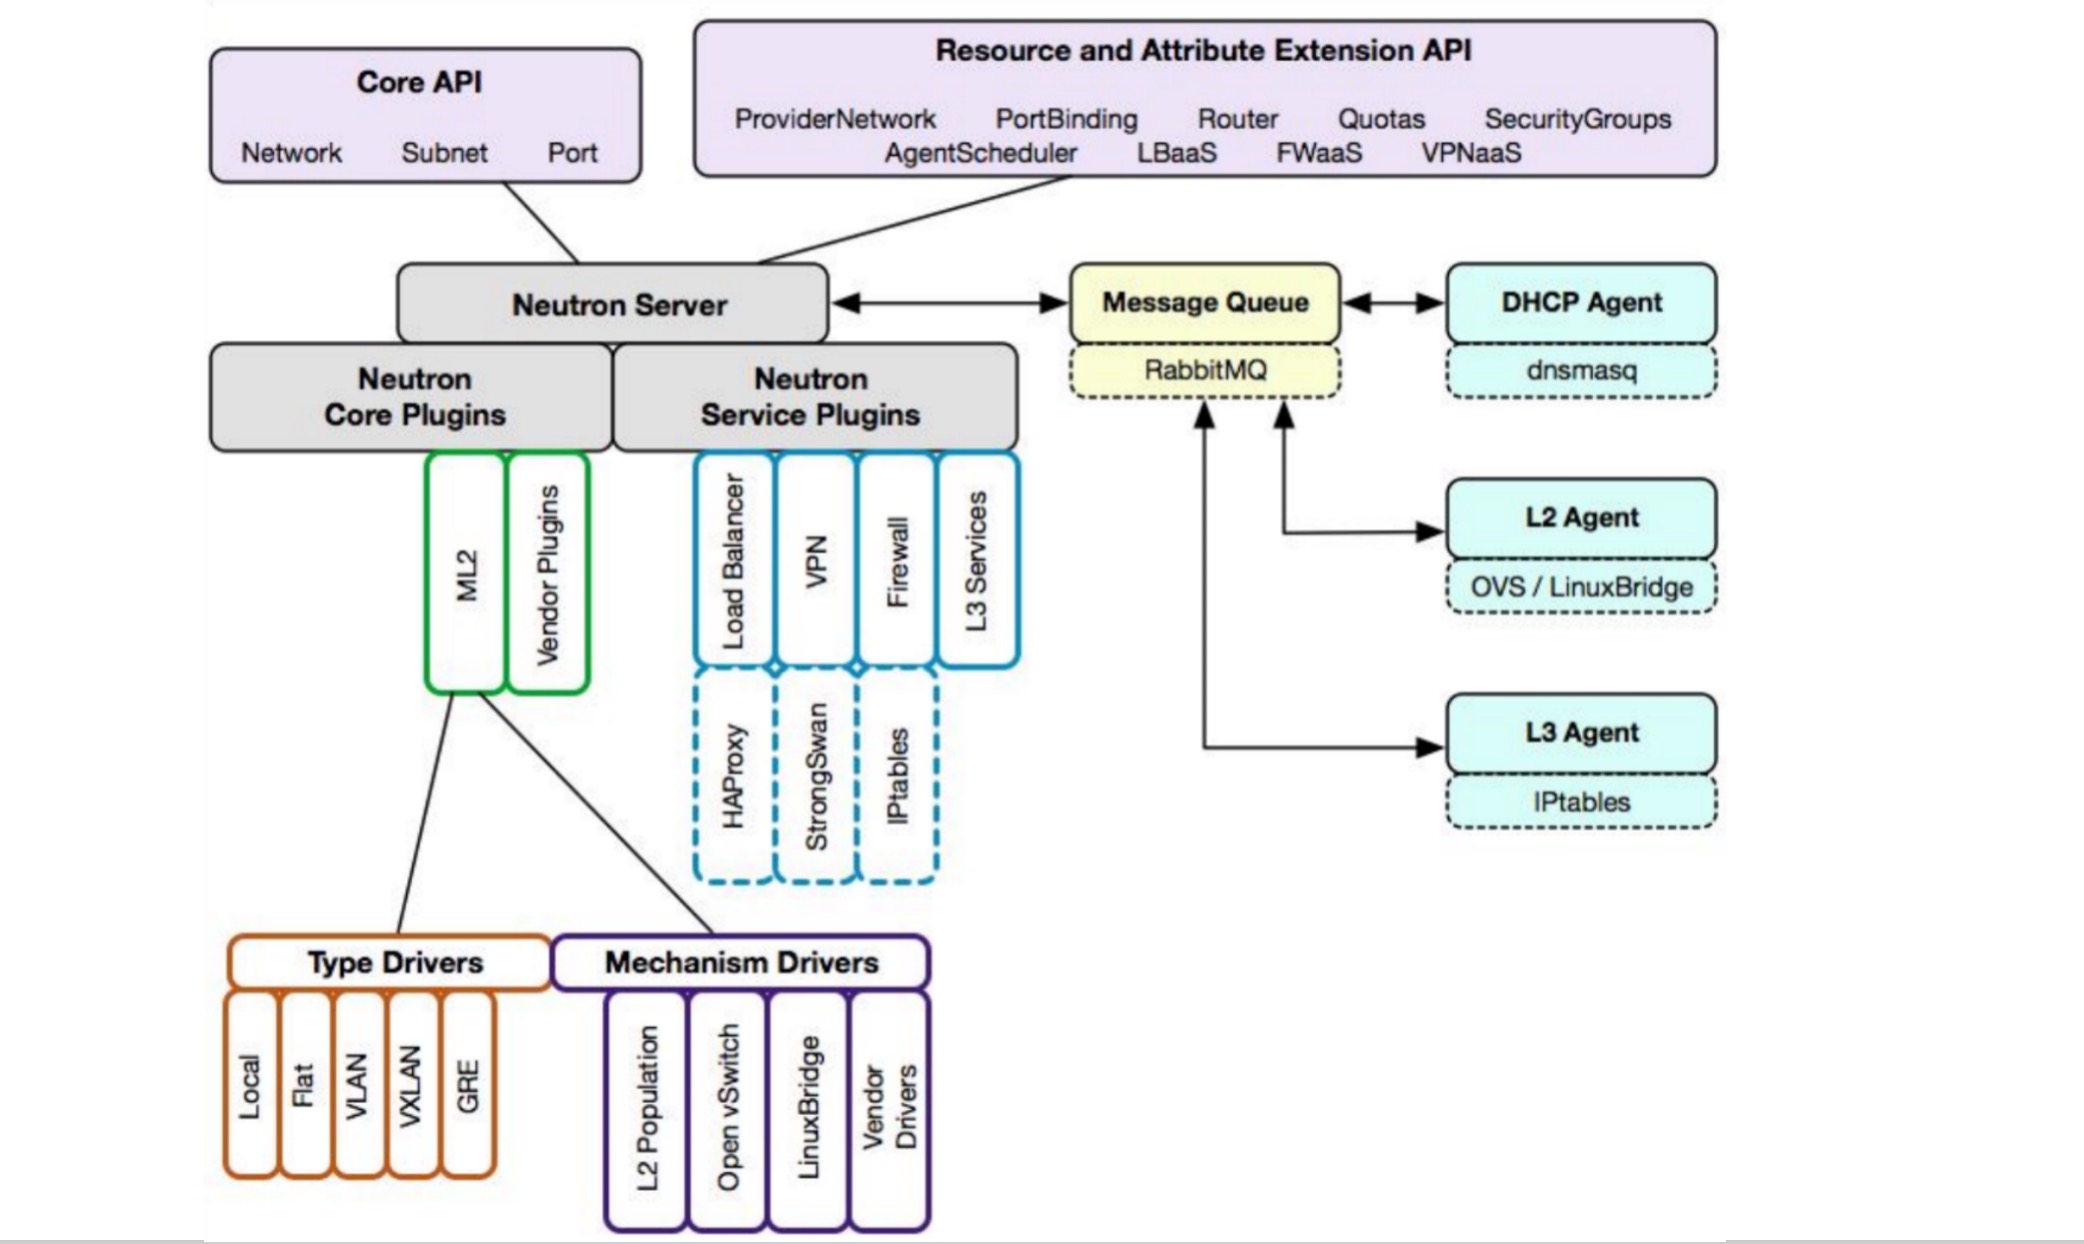 Core API
Network Subnet Port
Resource and Attribute Extension API
ProviderNetwork PortBinding Router Quotas SecurityGroups
AgentScheduler LBaaS FWaaS VPNaaS
Neutron Server
Message Queue
RabbitMQ
DHCP Agent
dnsmasq
Neutron
Core Plugins
Neutron
Service Plugins
ML2
Vendor Plugins
Load Balancer
VPN
Firewall
L3 Services
HAProxy
StrongSwan
IPtables
L2 Agent
OVS / LinuxBridge
L3 Agent
IPtables
Type Drivers
Local
Flat
VLAN
VXLAN
GRE
Mechanism Drivers
L2 Population
Open vSwitch
LinuxBridge
Vendor
Drivers